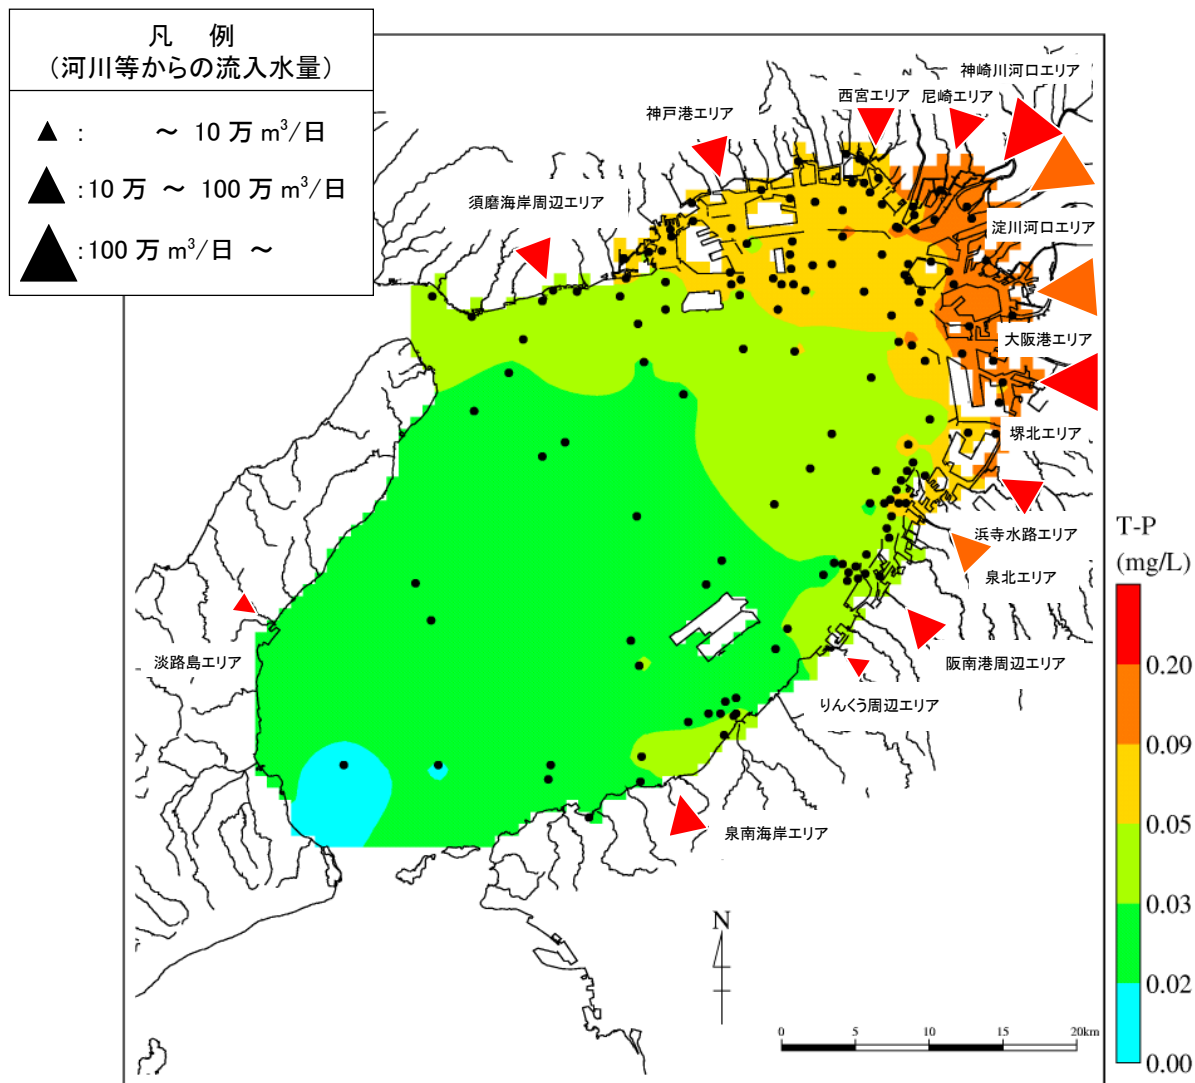 凡 例
（河川等からの流入水量）
： ～ 10 万 m³/日
：10 万 ～ 100 万 m³/日
：100 万 m³/日 ～
神崎川河口エリア
西宮エリア
尼崎エリア
神戸港エリア
須磨海岸周辺エリア
淀川河口エリア
大阪港エリア
堺北エリア
浜寺水路エリア
泉北エリア
阪南港周辺エリア
りんくう周辺エリア
淡路島エリア
泉南海岸エリア
T-P
(mg/L)
0.20
0.09
0.05
0.03
0.02
0.00
N
0 5 10 15 20km